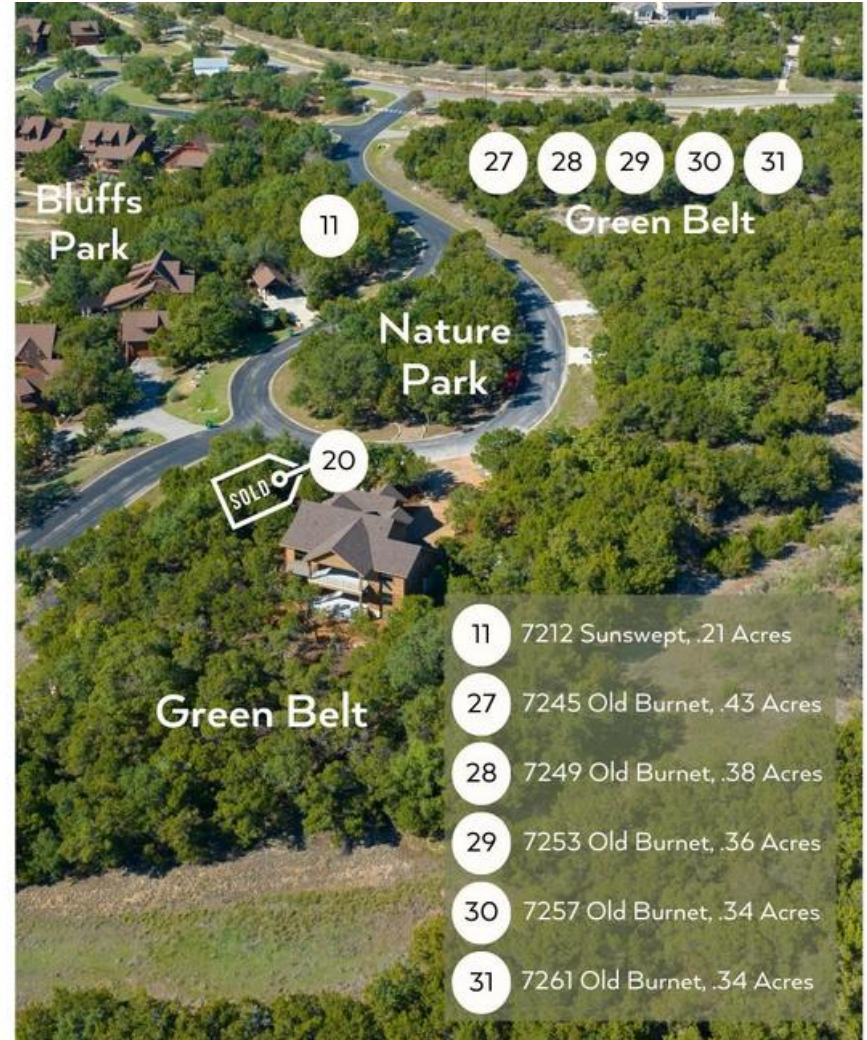 27 28 29 30 31
Green Belt
Bluffs
Park
11
Nature
Park
20
SOLD
Green Belt
11 7212 Sunswept, .21 Acres
27 7245 Old Burnet, .43 Acres
28 7249 Old Burnet, .38 Acres
29 7253 Old Burnet, .36 Acres
30 7257 Old Burnet, .34 Acres
31 7261 Old Burnet, .34 Acres